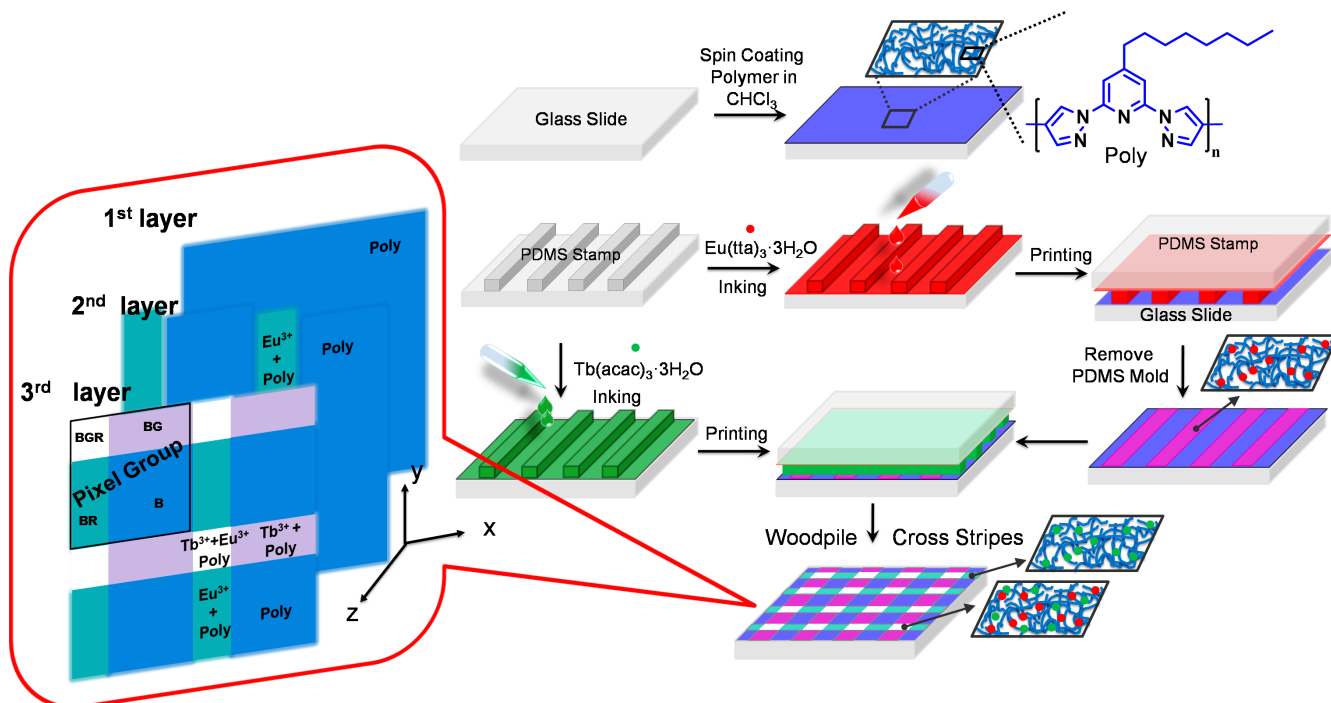 Spin Coating
Polymer in
CHCl₃
Glass Slide
N
N
N
N
N
n
Poly
1st layer
Poly
2nd layer
Eu³⁺
+
Poly
Poly
3rd layer
BGR
BG
Pixel Group
BR
B
Tb³⁺+Eu³⁺
Poly
Tb³⁺+
Poly
Eu³⁺
+
Poly
Poly
y
x
z
PDMS Stamp
Eu(tta)₃·3H₂O
Inking
Printing
PDMS Stamp
Glass Slide
Tb(acac)₃·3H₂O
Inking
Remove
PDMS Mold
Printing
Woodpile
Cross Stripes